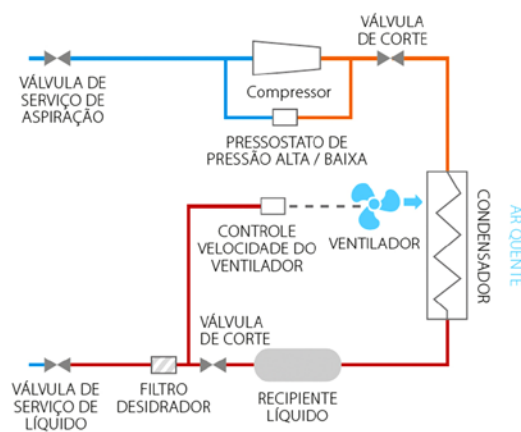 VÁLVULA
DE CORTE
VÁLVULA DE
SERVIÇO DE
ASPIRAÇÃO
Compressor
PRESSOSTATO DE
PRESSÃO ALTA / BAIXA
CONTROLE
VELOCIDADE DO
VENTILADOR
VENTILADOR
CONDENSADOR
AR QUENTE
VÁLVULA
DE CORTE
VÁLVULA DE
SERVIÇO DE
LÍQUIDO
FILTRO
DESIDRADOR
RECIPIENTE
LÍQUIDO